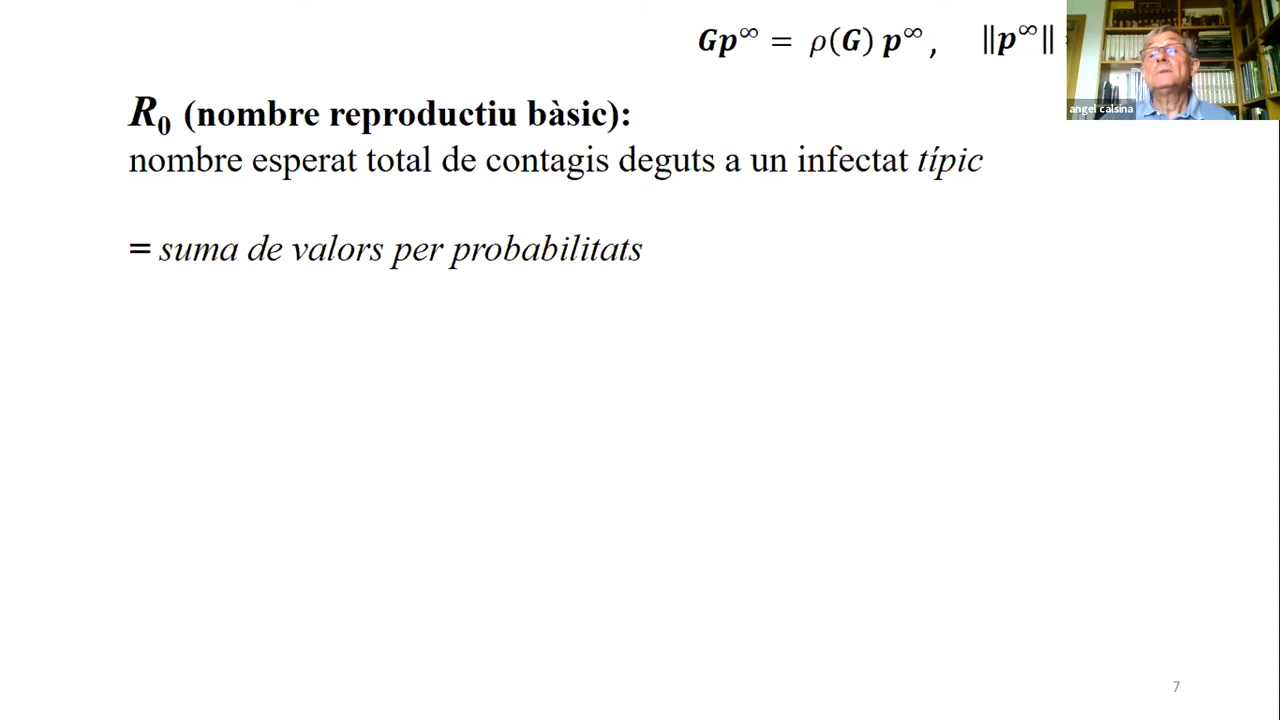 Gp^∞ = ρ(G) p^∞, ‖p^∞‖
angel calsina
R₀ (nombre reproductiu bàsic):
nombre esperat total de contagis deguts a un infectat típic
= suma de valors per probabilitats
7